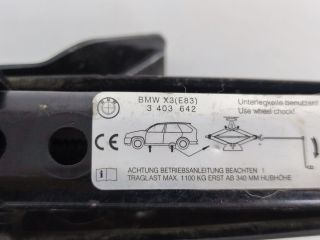 BMW X3(E83)
3 403 642
Unterlegkeile benutzen!
Use wheel chock!
CE
ACHTUNG BETRIEBSANLEITUNG BEACHTEN !
TRAGLAST MAX. 1100 KG ERST AB 340 MM HUBHÖHE